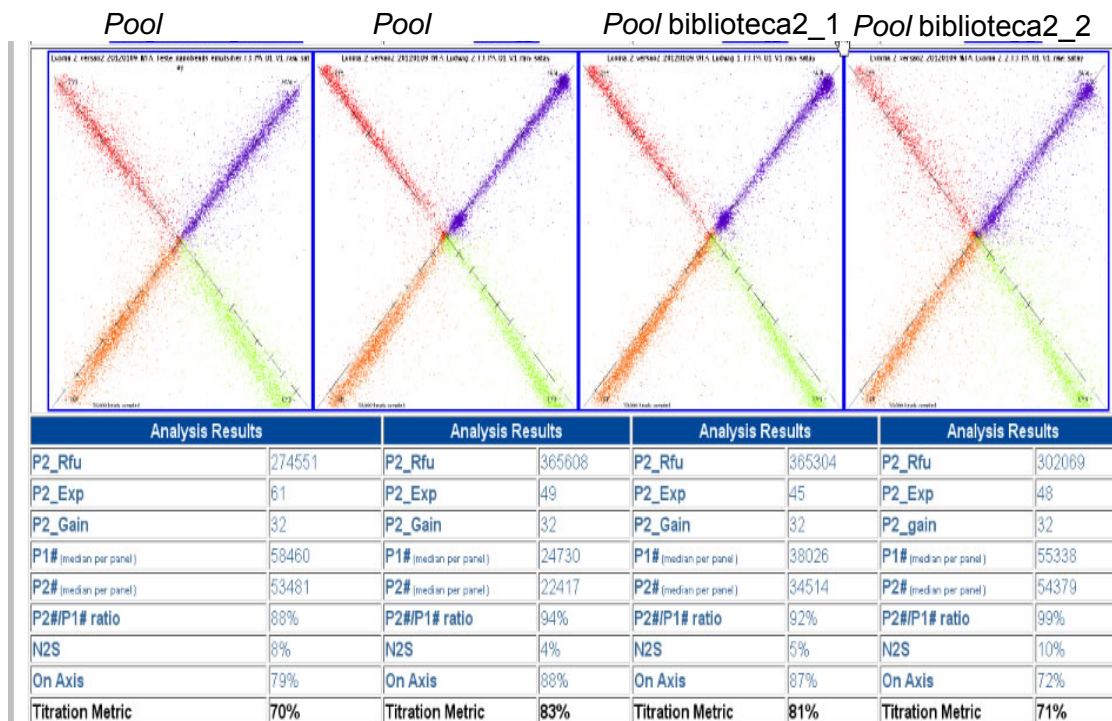 Pool Pool Pool biblioteca2_1 Pool biblioteca2_2
Analysis Results Analysis Results Analysis Results Analysis Results
P2_Rfu 274551 P2_Rfu 365608 P2_Rfu 365304 P2_Rfu 302069
P2_Exp 61 P2_Exp 49 P2_Exp 45 P2_Exp 48
P2_Gain 32 P2_Gain 32 P2_Gain 32 P2_gain 32
P1# (median per panel) 58460 P1# (median per panel) 24730 P1# (median per panel) 38026 P1# (median per panel) 55338
P2# (median per panel) 53481 P2# (median per panel) 22417 P2# (median per panel) 34514 P2# (median per panel) 54379
P2#/P1# ratio 88% P2#/P1# ratio 94% P2#/P1# ratio 92% P2#/P1# ratio 99%
N2S 8% N2S 4% N2S 5% N2S 10%
On Axis 79% On Axis 88% On Axis 87% On Axis 72%
Titration Metric 70% Titration Metric 83% Titration Metric 81% Titration Metric 71%